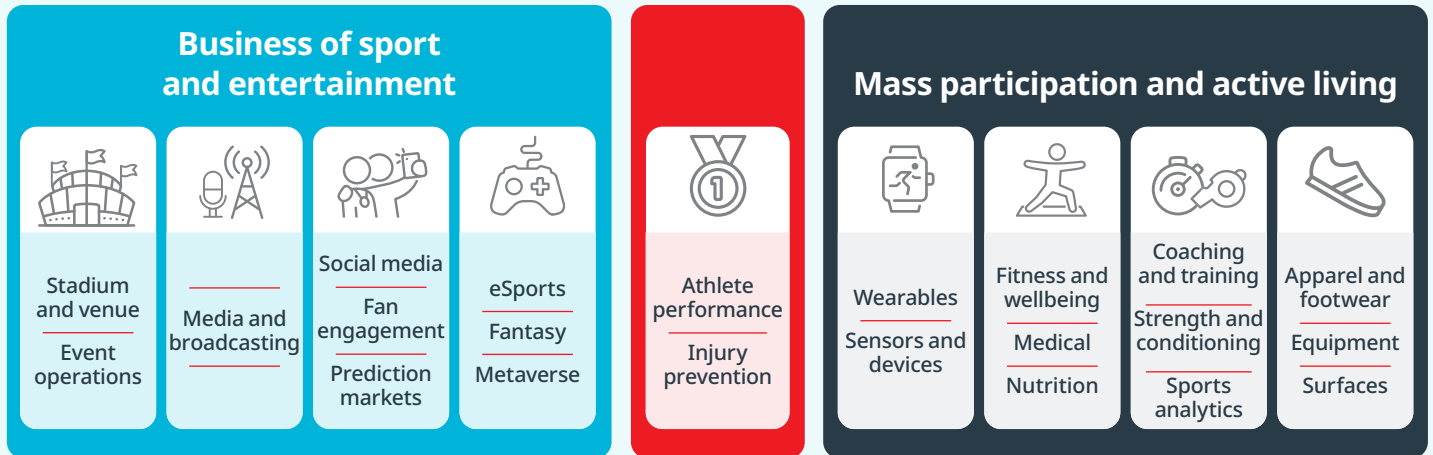 Business of sport
and entertainment
Stadium
and venue
Event
operations
Media and
broadcasting
Social media
Fan
engagement
Prediction
markets
eSports
Fantasy
Metaverse
1
Athlete
performance
Injury
prevention
Mass participation and active living
Wearables
Sensors and
devices
Fitness and
wellbeing
Medical
Nutrition
Coaching
and training
Strength and
conditioning
Sports
analytics
Apparel and
footwear
Equipment
Surfaces